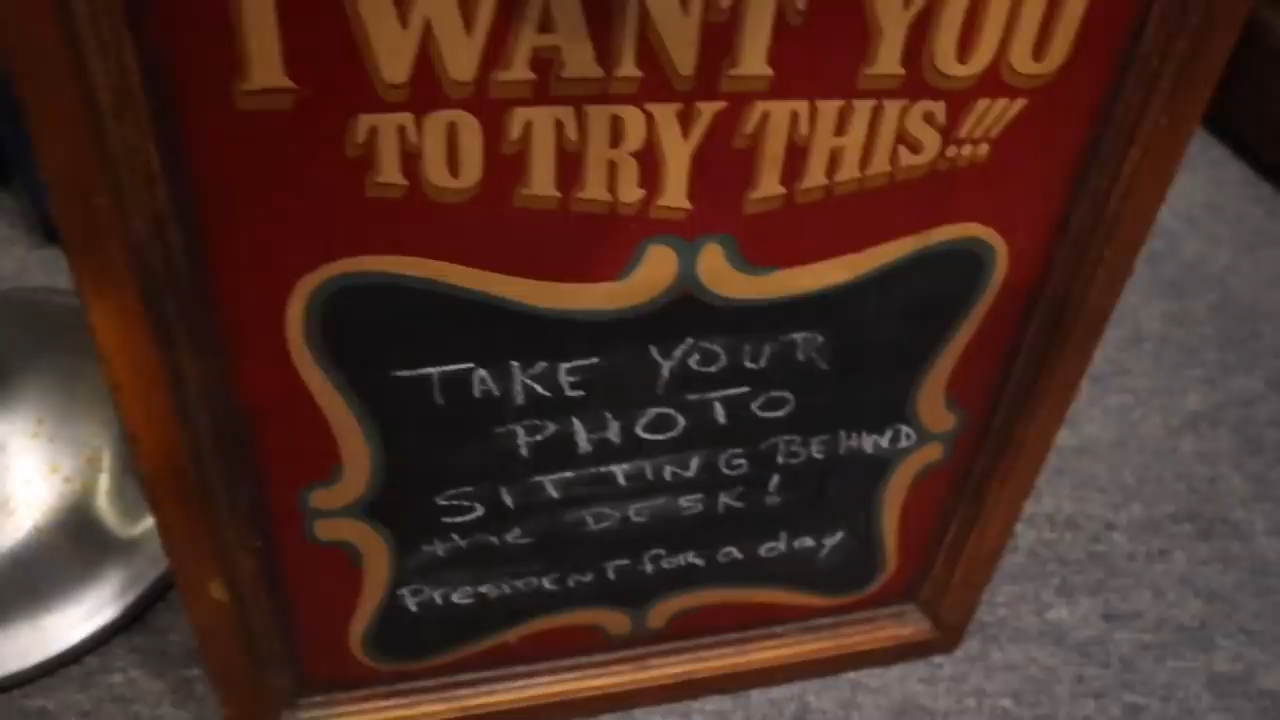 I WANT YOU
TO TRY THIS!!!
TAKE YOUR
PHOTO
SITTING BEHIND
the DESK!
PresiDENT for a day